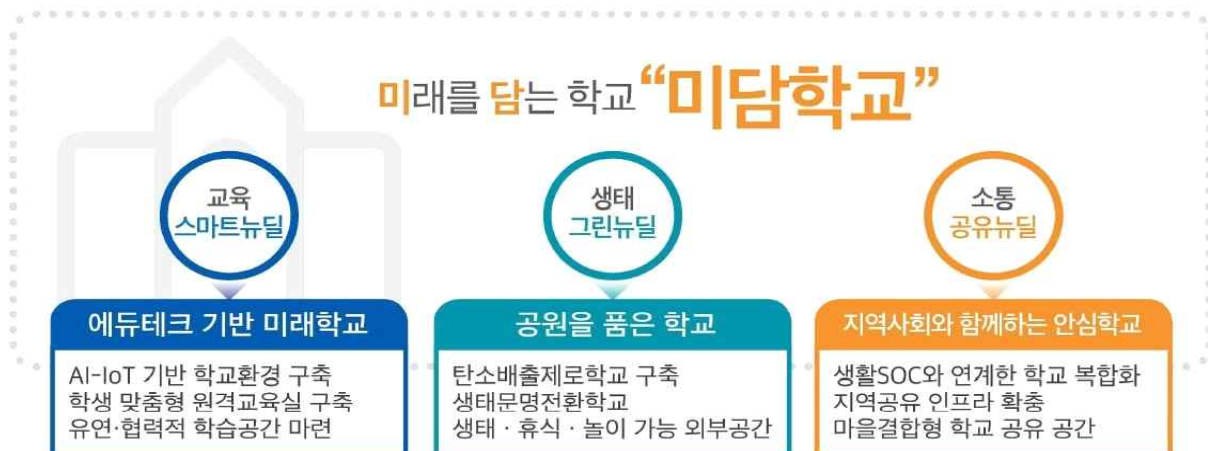 미래를 담는 학교 “미담학교”
교육
스마트뉴딜
에듀테크 기반 미래학교
AI-IoT 기반 학교환경 구축
학생 맞춤형 원격교육실 구축
유연·협력적 학습공간 마련
생태
그린뉴딜
공원을 품은 학교
탄소배출제로학교 구축
생태문명전환학교
생태 · 휴식 · 놀이 가능 외부공간
소통
공유뉴딜
지역사회와 함께하는 안심학교
생활SOC와 연계한 학교 복합화
지역공유 인프라 확충
마을결합형 학교 공유 공간